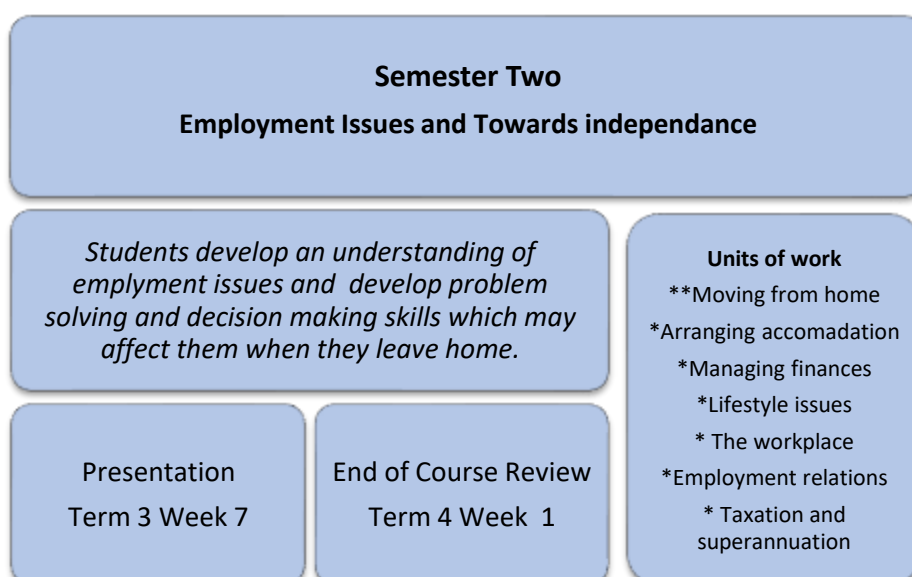 Semester Two
Employment Issues and Towards independance
Students develop an understanding of
emplyment issues and develop problem
solving and decision making skills which may
affect them when they leave home.
Units of work
**Moving from home
*Arranging accomadation
*Managing finances
*Lifestyle issues
* The workplace
*Employment relations
* Taxation and
superannuation
Presentation
Term 3 Week 7
End of Course Review
Term 4 Week 1